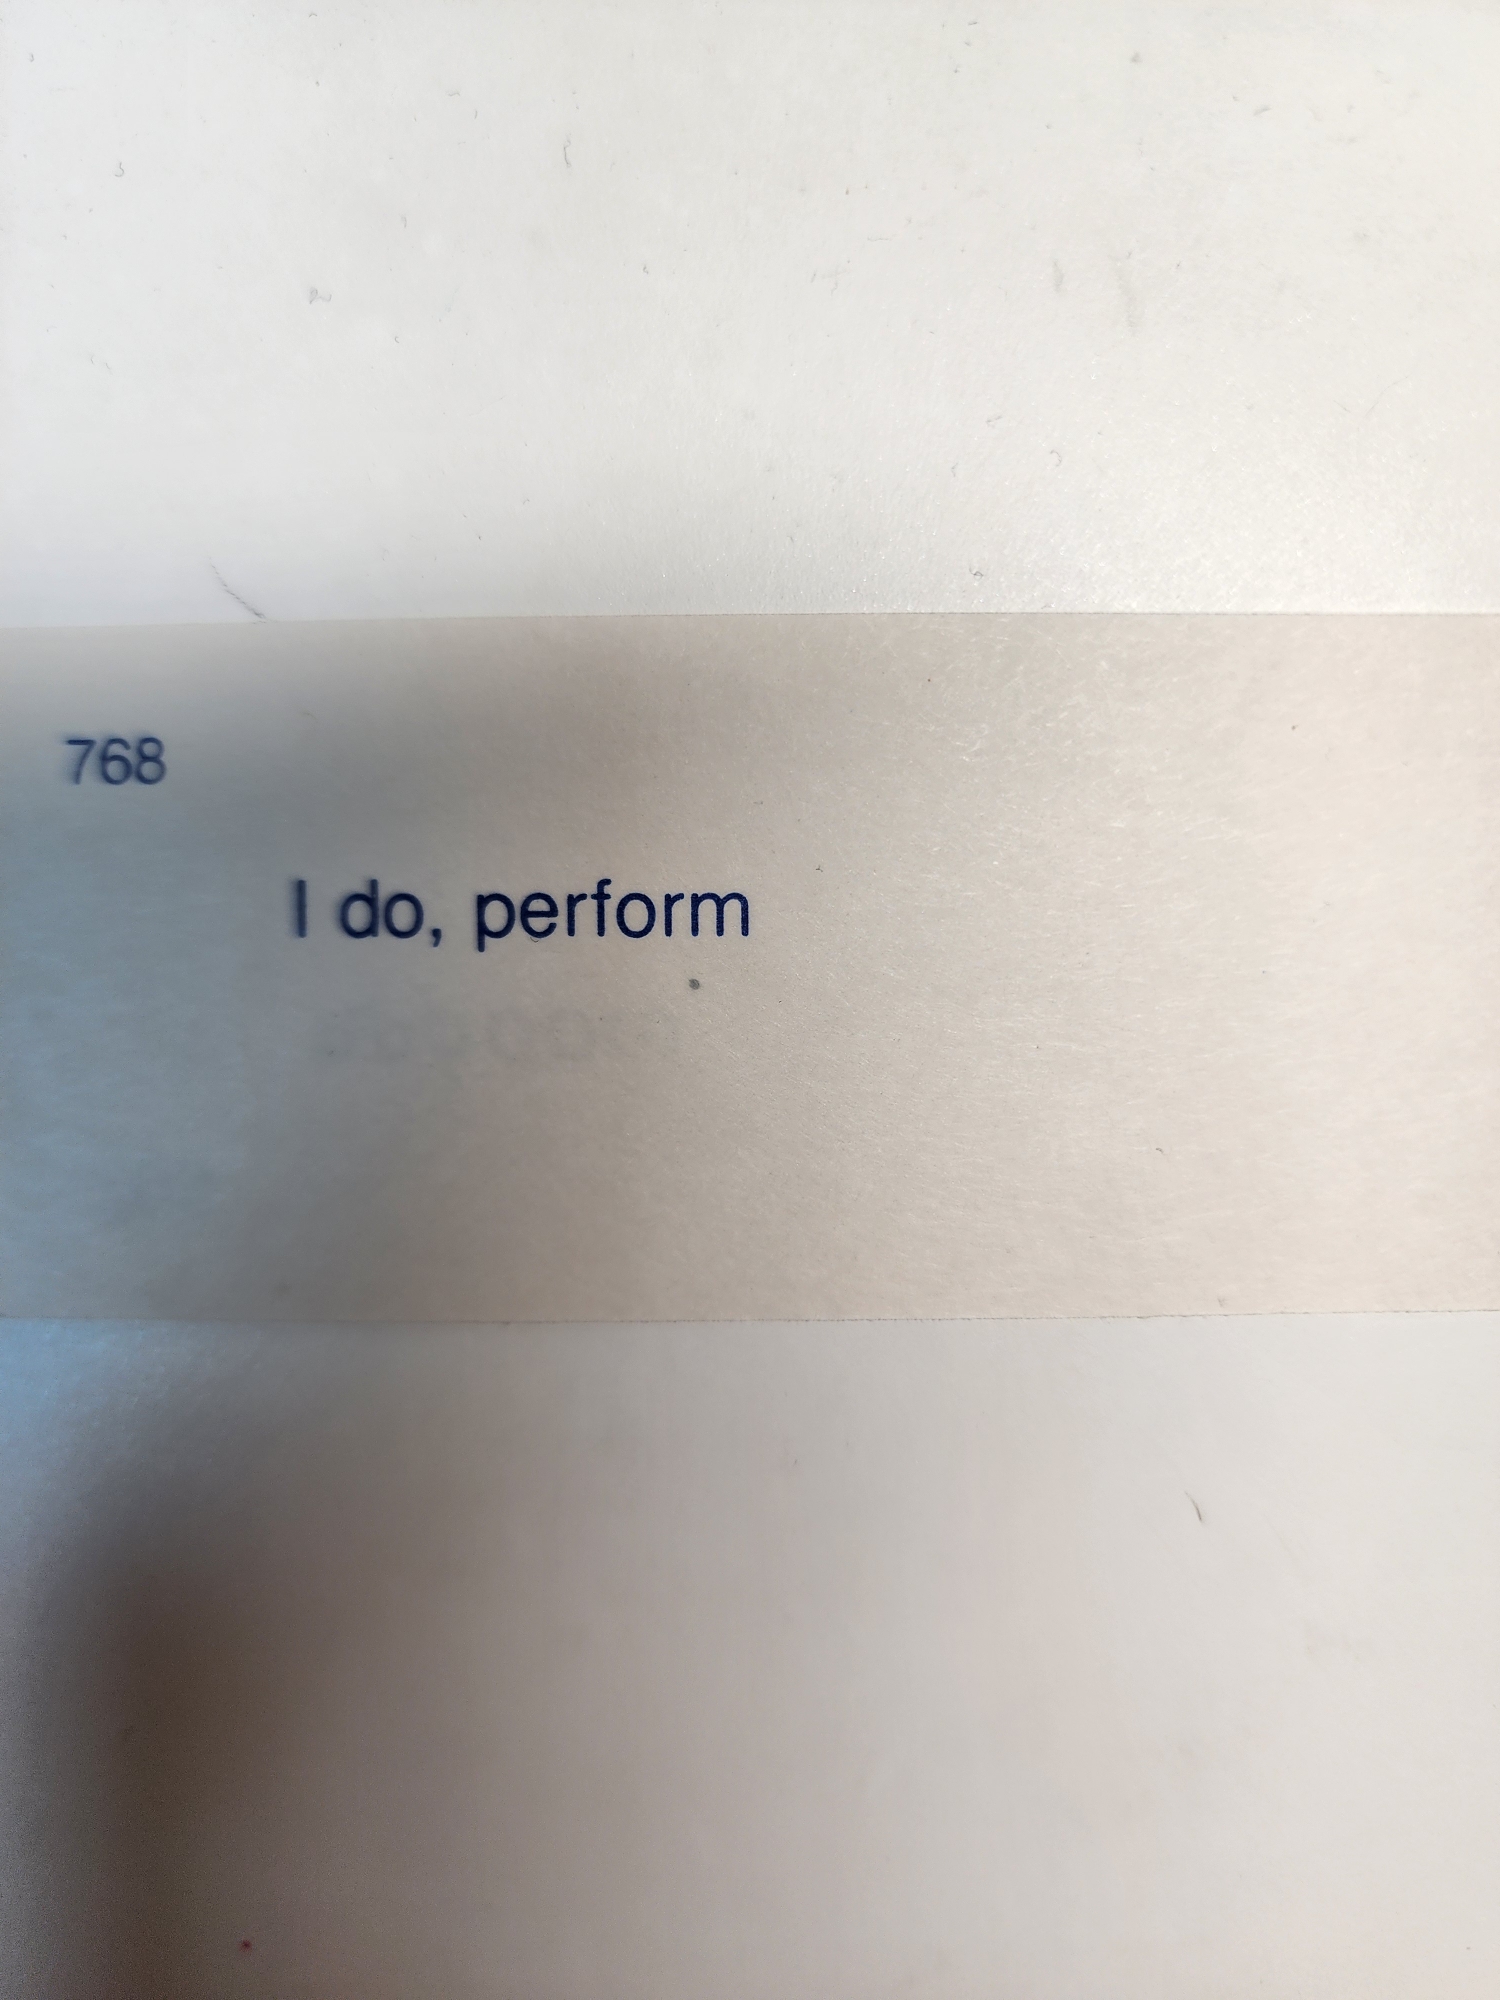 768
I do, perform